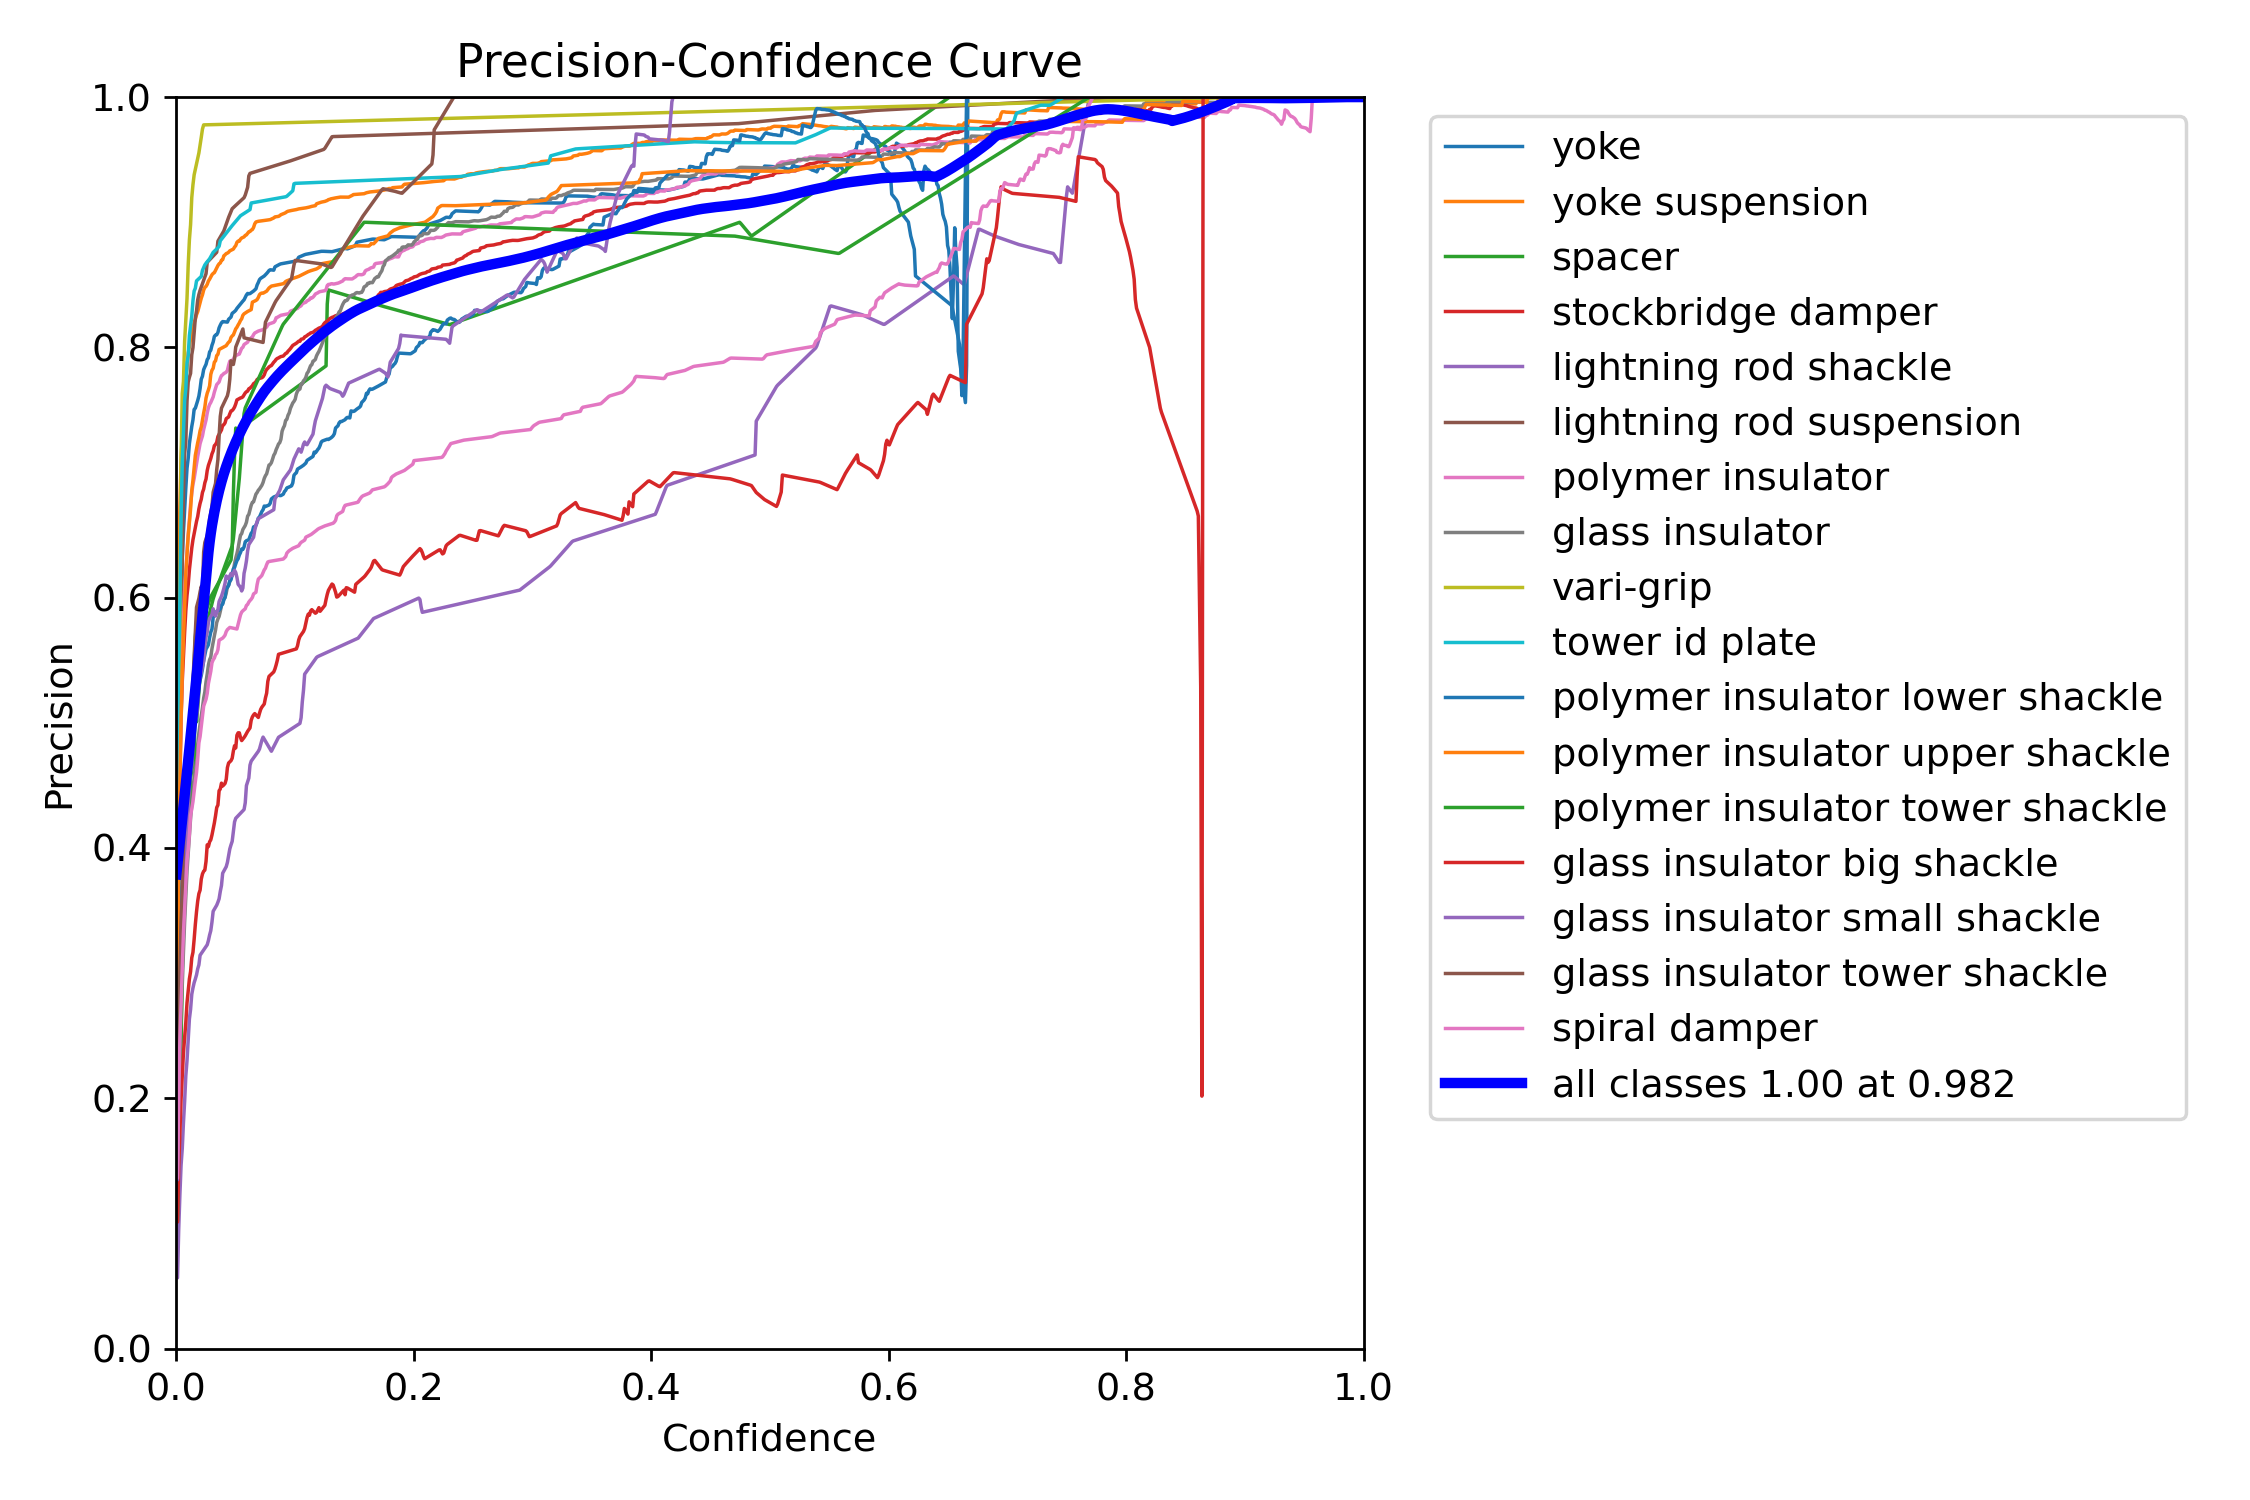 Precision-Confidence Curve
1.0
0.8
0.6
0.4
0.2
0.0
Precision
0.0 0.2 0.4 0.6 0.8 1.0
Confidence
yoke
yoke suspension
spacer
stockbridge damper
lightning rod shackle
lightning rod suspension
polymer insulator
glass insulator
vari-grip
tower id plate
polymer insulator lower shackle
polymer insulator upper shackle
polymer insulator tower shackle
glass insulator big shackle
glass insulator small shackle
glass insulator tower shackle
spiral damper
all classes 1.00 at 0.982